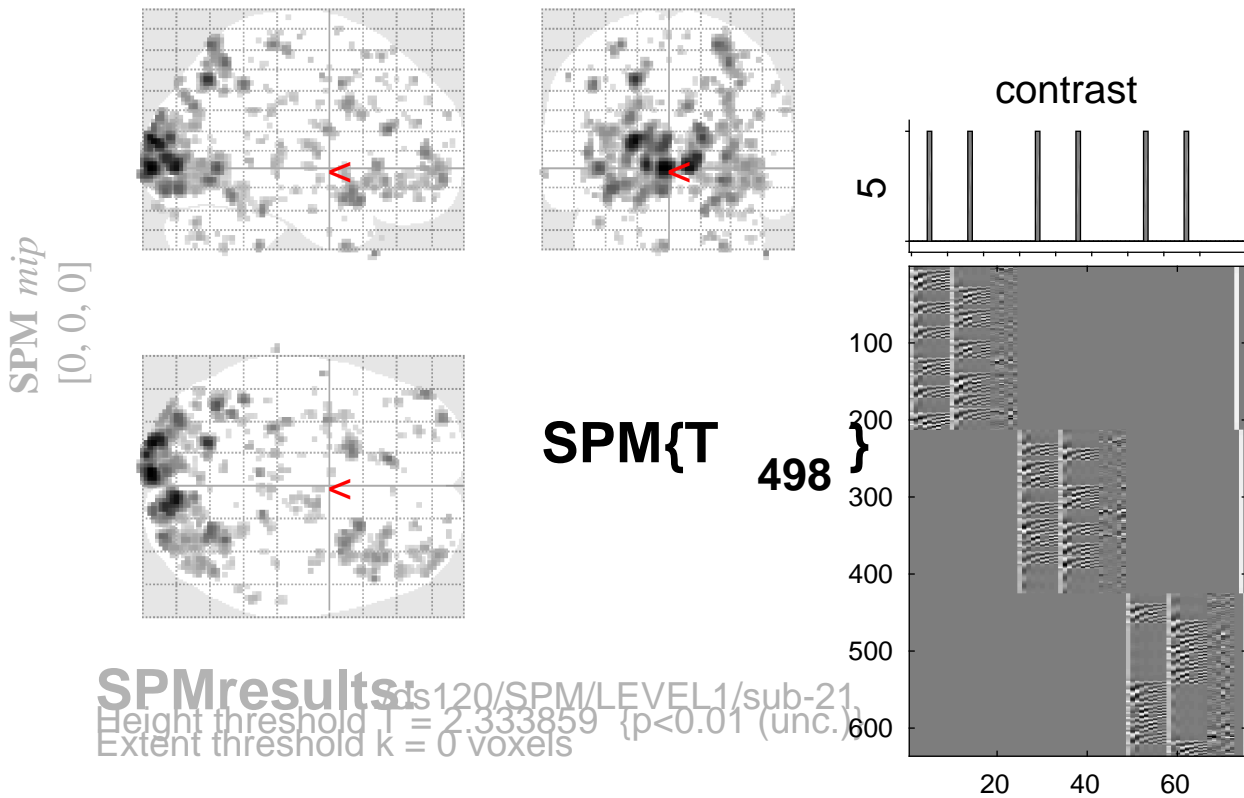 SPM mip
[0, 0, 0]
<
<
<
SPM{T498}
contrast
5
100
200
300
400
500
600
20 40 60
SPMresults: /ds120/SPM/LEVEL1/sub-21
Height threshold T = 2.333859 {p<0.01 (unc.)}
Extent threshold k = 0 voxels